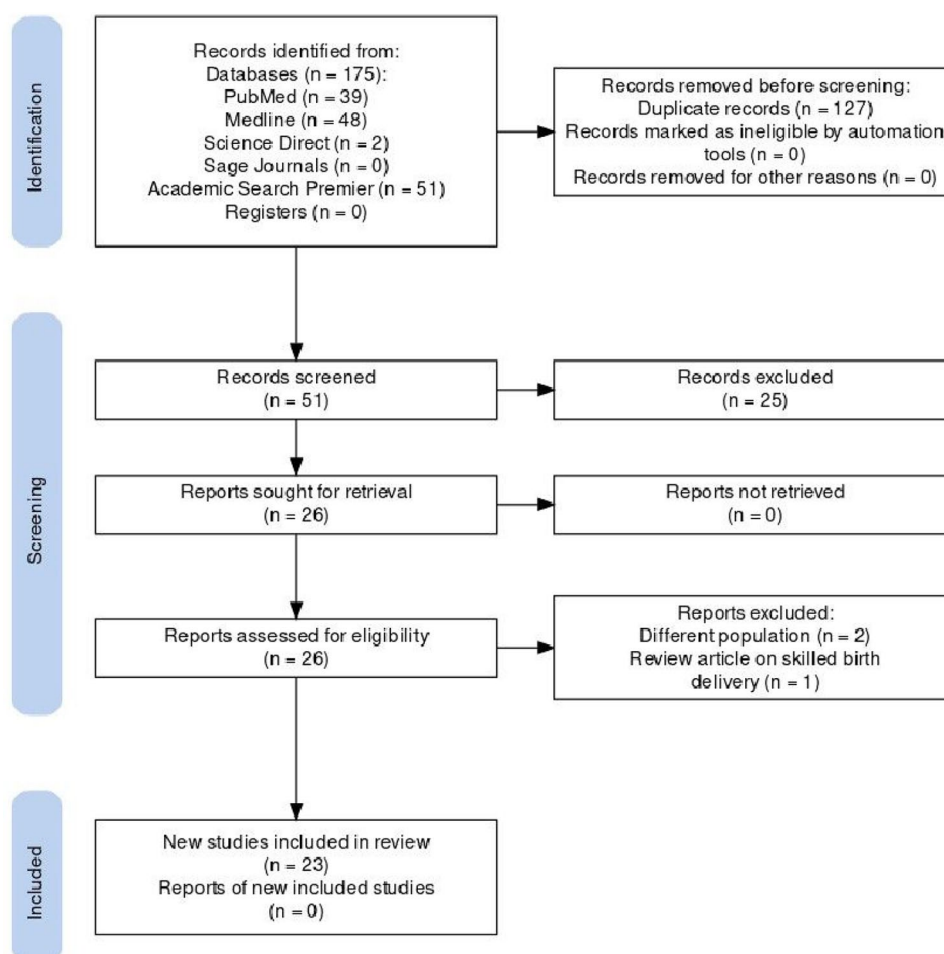 Identification
Records identified from:
Databases (n = 175):
PubMed (n = 39)
Medline (n = 48)
Science Direct (n = 2)
Sage Journals (n = 0)
Academic Search Premier (n = 51)
Registers (n = 0)
Records removed before screening:
Duplicate records (n = 127)
Records marked as ineligible by automation
tools (n = 0)
Records removed for other reasons (n = 0)
Screening
Records screened
(n = 51)
Records excluded
(n = 25)
Reports sought for retrieval
(n = 26)
Reports not retrieved
(n = 0)
Reports assessed for eligibility
(n = 26)
Reports excluded:
Different population (n = 2)
Review article on skilled birth
delivery (n = 1)
Included
New studies included in review
(n = 23)
Reports of new included studies
(n = 0)